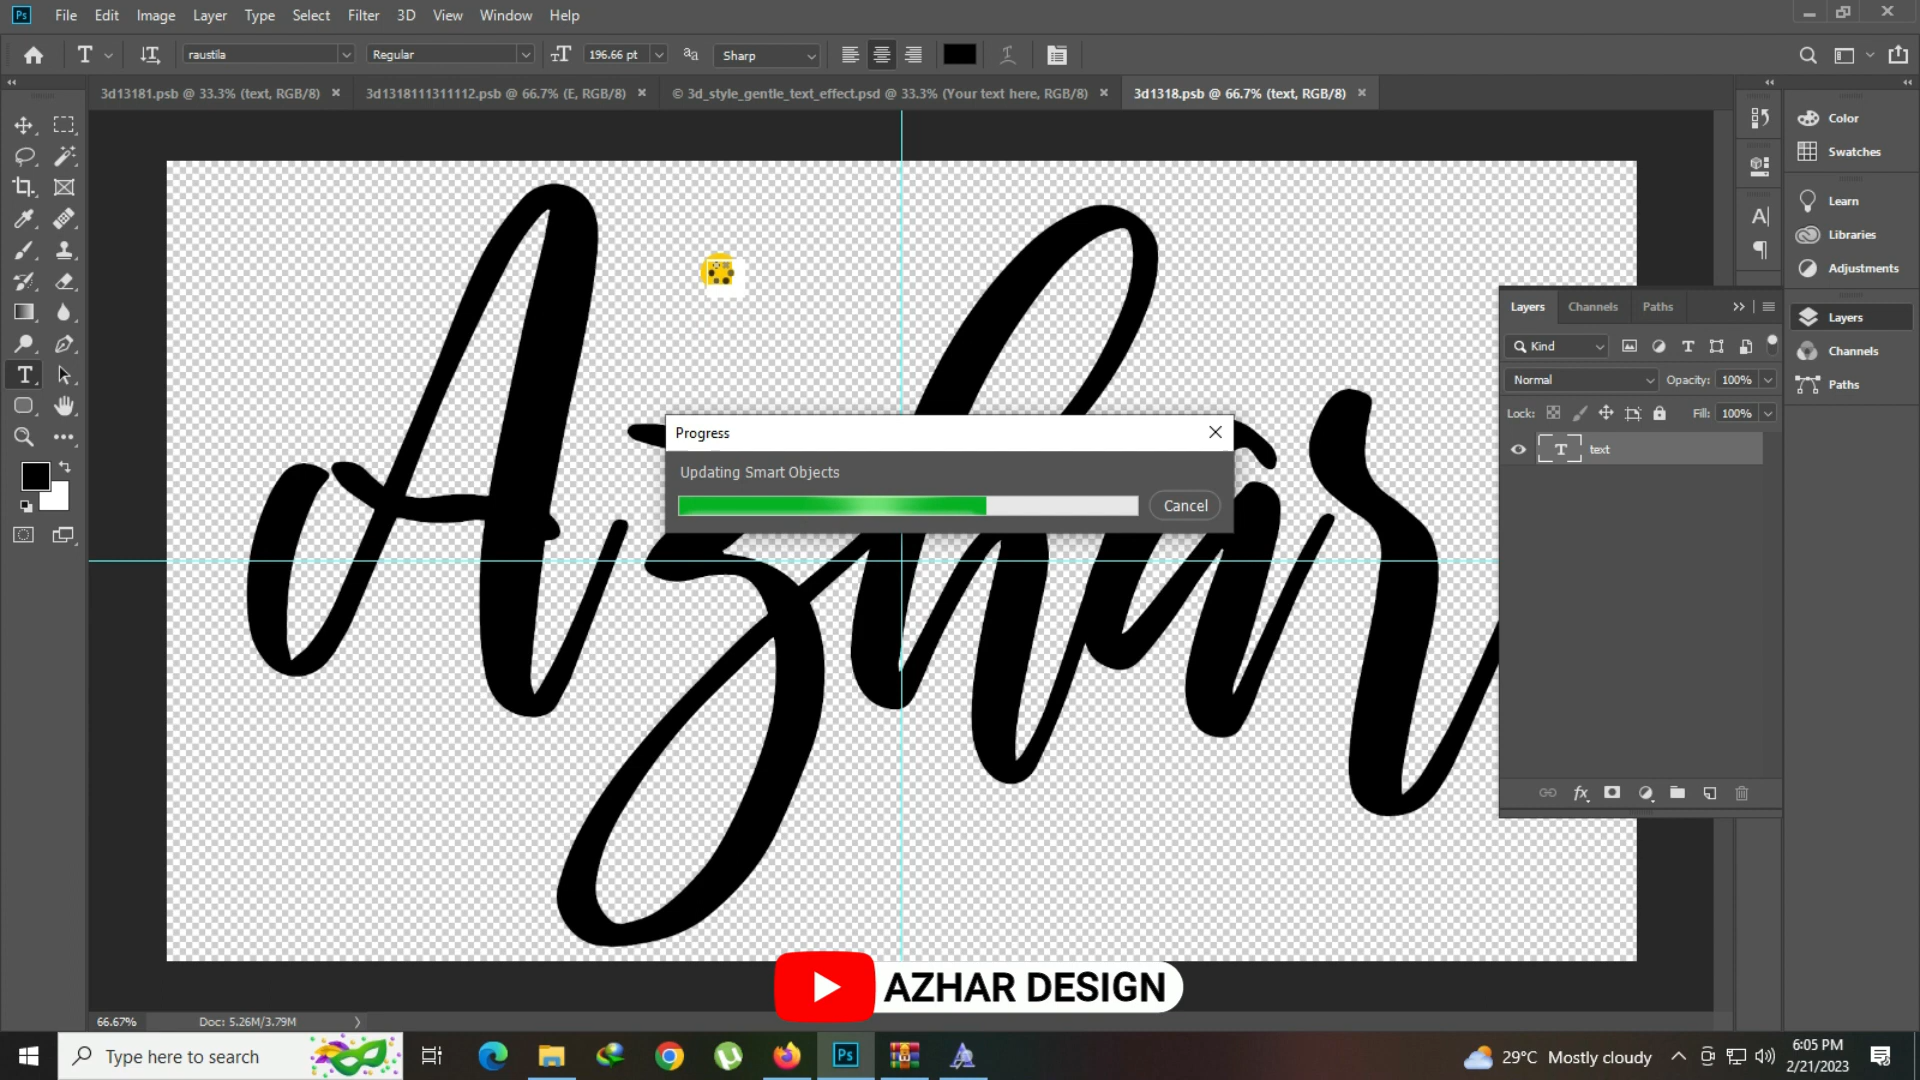 Ps File Edit Image Layer Type Select Filter 3D View Window Help
raustila Regular 196.66 pt Sharp
3d13181.psb @ 33.3% (text, RGB/8) 3d1318111311112.psb @ 66.7% (E, RGB/8) © 3d_style_gentle_text_effect.psd @ 33.3% (Your text here, RGB/8) 3d1318.psb @ 66.7% (text, RGB/8)
Color
Swatches
Learn
Libraries
Adjustments
Layers
Channels
Paths
Layers Channels Paths
Kind
Normal Opacity: 100%
Lock: Fill: 100%
T text
fx
Azhar
Progress
Updating Smart Objects
Cancel
AZHAR DESIGN
66.67% Doc: 5.26M/3.79M
Type here to search
Ps
29°C Mostly cloudy
6:05 PM
2/21/2023